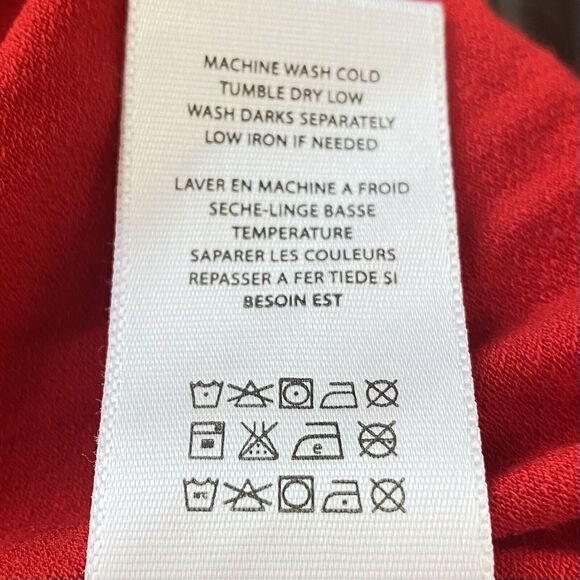 MACHINE WASH COLD
TUMBLE DRY LOW
WASH DARKS SEPARATELY
LOW IRON IF NEEDED
LAVER EN MACHINE A FROID
SECHE-LINGE BASSE
TEMPERATURE
SAPARER LES COULEURS
REPASSER A FER TIEDE SI
BESOIN EST